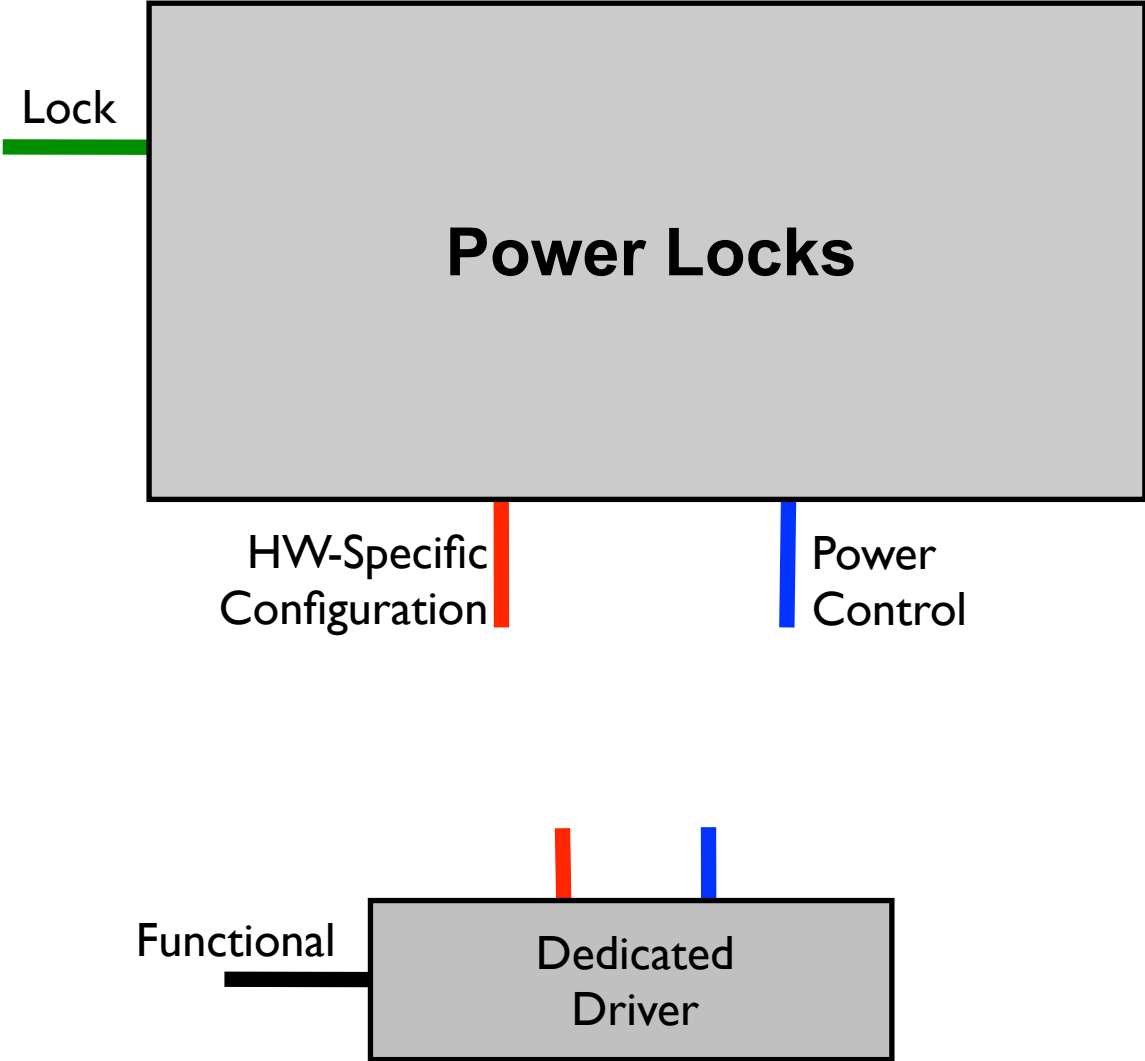 Lock
Power Locks
HW-Specific
Configuration
Power
Control
Functional
Dedicated
Driver